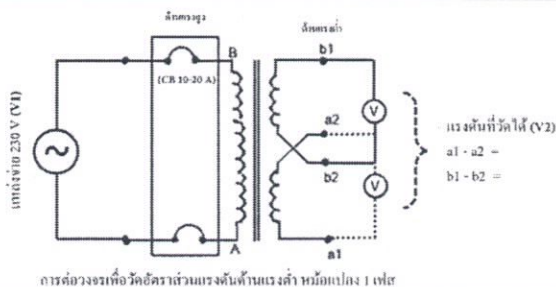 ด้านแรงสูง
ด้านแรงต่ำ
B
(CB 10-20 A)
A
แหล่งจ่าย 230 V (V1)
b1
V
a2
b2
V
a1
แรงดันที่วัดได้ (V2)
a1 - a2 =
b1 - b2 =
การต่อวงจรเพื่อวัดอัตราส่วนแรงดันด้านแรงต่ำ หม้อแปลง 1 เฟส